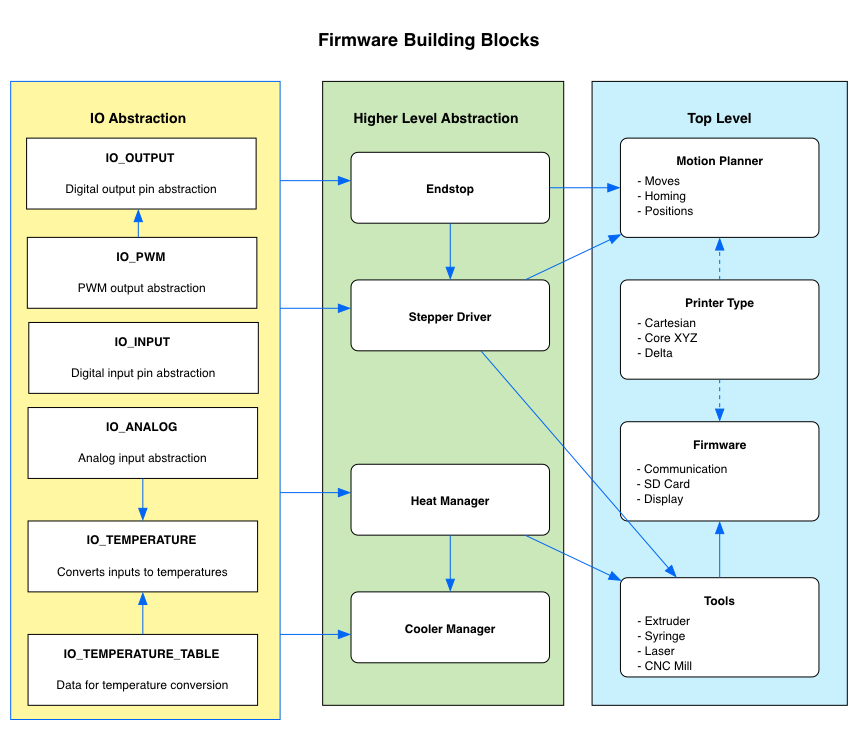 Firmware Building Blocks
IO Abstraction
IO_OUTPUT
Digital output pin abstraction
IO_PWM
PWM output abstraction
IO_INPUT
Digital input pin abstraction
IO_ANALOG
Analog input abstraction
IO_TEMPERATURE
Converts inputs to temperatures
IO_TEMPERATURE_TABLE
Data for temperature conversion
Higher Level Abstraction
Endstop
Stepper Driver
Heat Manager
Cooler Manager
Top Level
Motion Planner
- Moves
- Homing
- Positions
Printer Type
- Cartesian
- Core XYZ
- Delta
Firmware
- Communication
- SD Card
- Display
Tools
- Extruder
- Syringe
- Laser
- CNC Mill